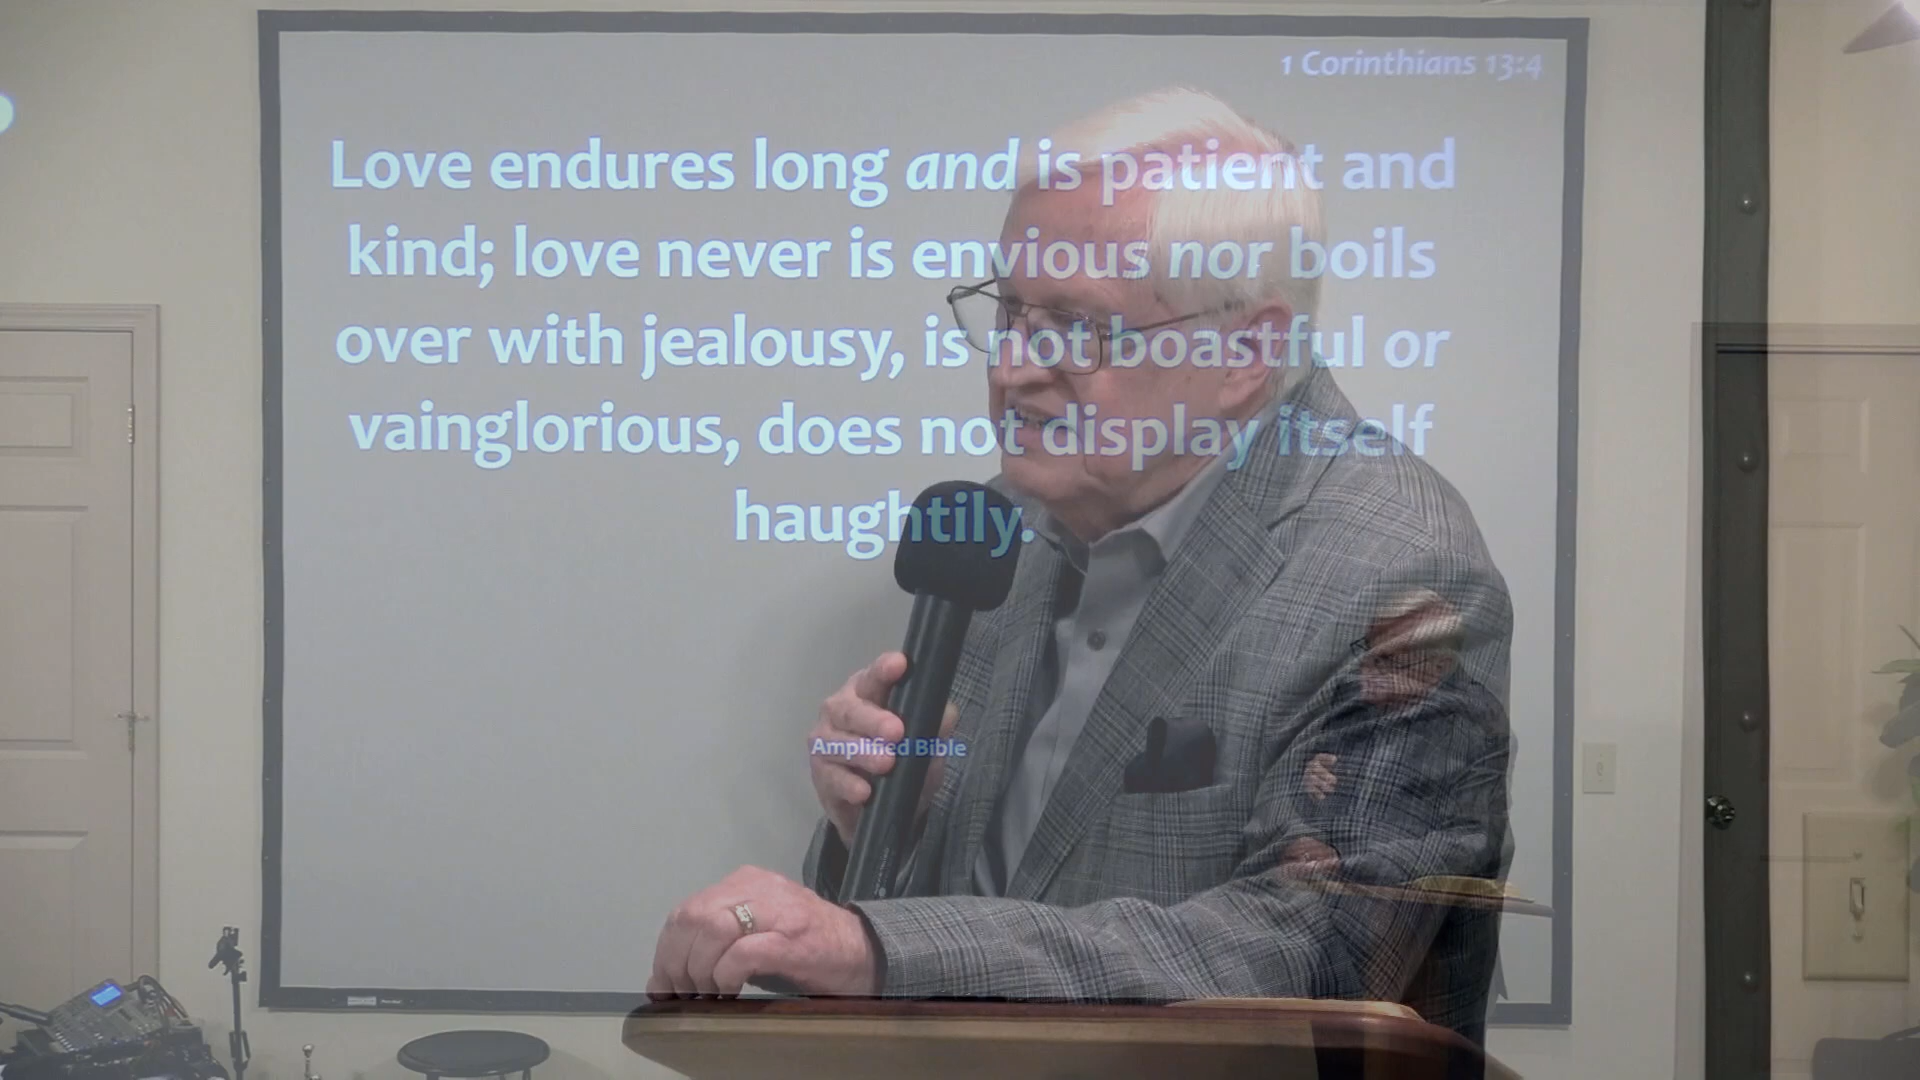 1 Corinthians 13:4
Love endures long and is patient and
kind; love never is envious nor boils
over with jealousy, is not boastful or
vainglorious, does not display itself
haughtily.
Amplified Bible